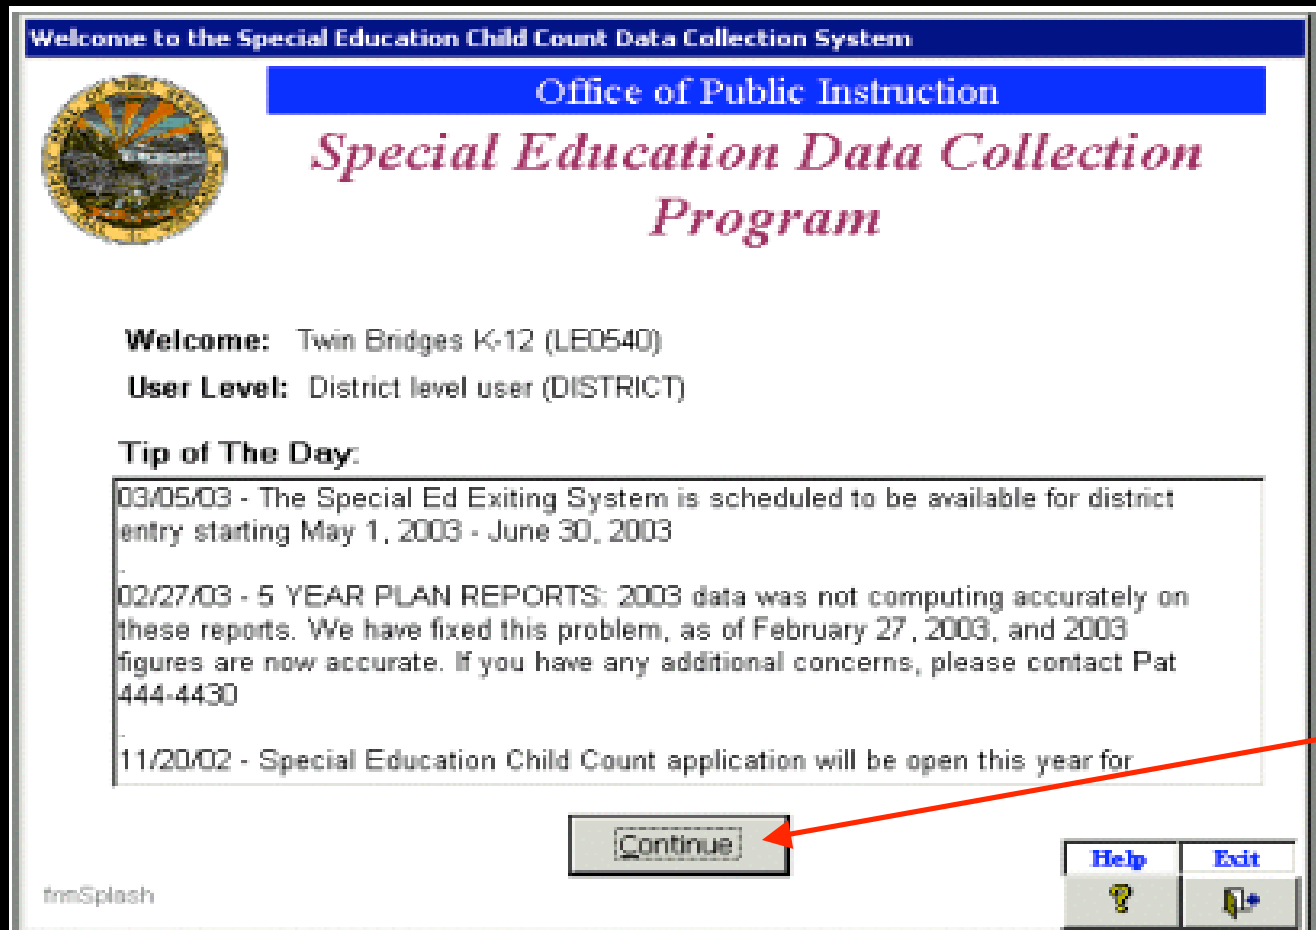 Welcome to the Special Education Child Count Data Collection System
Office of Public Instruction
Special Education Data Collection
Program
Welcome: Twin Bridges K-12 (LE0540)
User Level: District level user (DISTRICT)
Tip of The Day:
03/05/03 - The Special Ed Exiting System is scheduled to be available for district
entry starting May 1, 2003 - June 30, 2003
.
02/27/03 - 5 YEAR PLAN REPORTS: 2003 data was not computing accurately on
these reports. We have fixed this problem, as of February 27, 2003, and 2003
figures are now accurate. If you have any additional concerns, please contact Pat
444-4430
.
11/20/02 - Special Education Child Count application will be open this year for
Continue
Help Exit
frmSplash